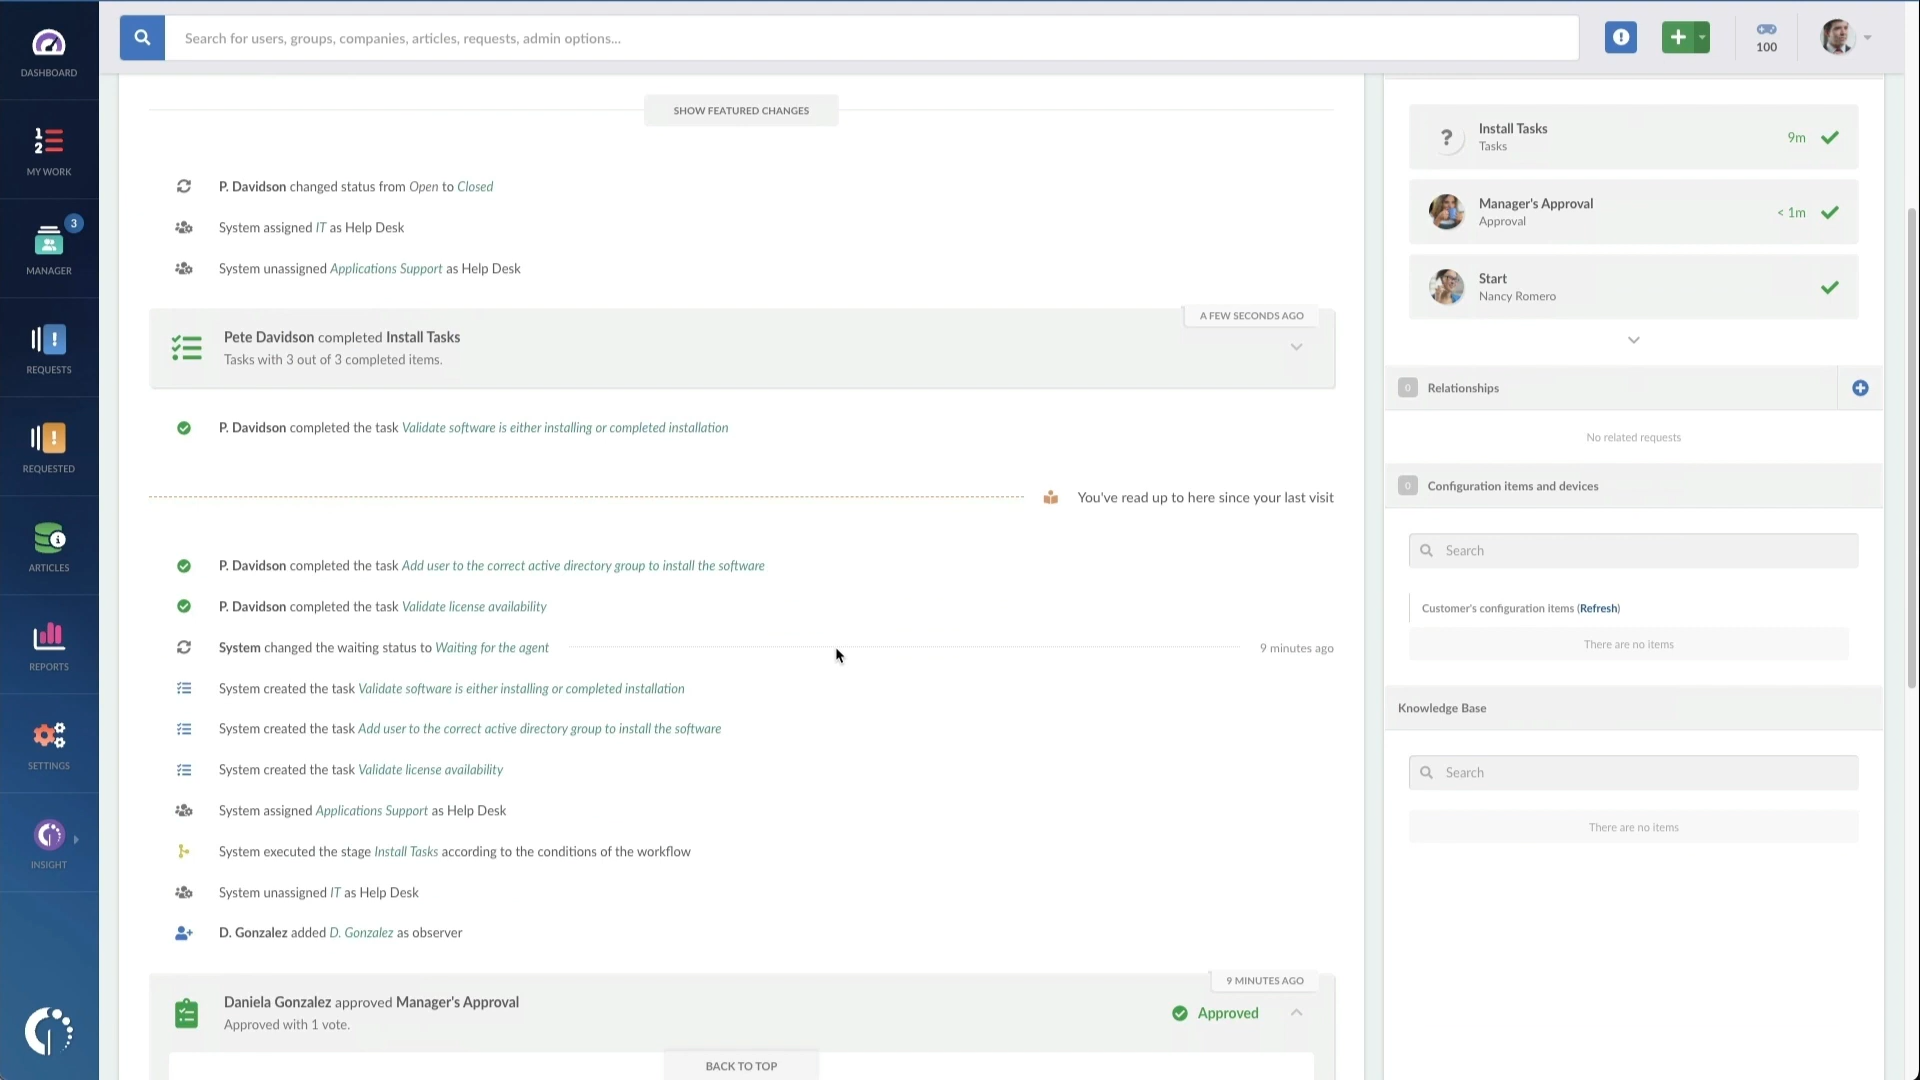 Search for users, groups, companies, articles, requests, admin options...
100
DASHBOARD
1
2
MY WORK
3
MANAGER
REQUESTS
REQUESTED
ARTICLES
REPORTS
SETTINGS
INSIGHT
SHOW FEATURED CHANGES
P. Davidson changed status from Open to Closed
System assigned IT as Help Desk
System unassigned Applications Support as Help Desk
A FEW SECONDS AGO
Pete Davidson completed Install Tasks
Tasks with 3 out of 3 completed items.
P. Davidson completed the task Validate software is either installing or completed installation
You've read up to here since your last visit
P. Davidson completed the task Add user to the correct active directory group to install the software
P. Davidson completed the task Validate license availability
System changed the waiting status to Waiting for the agent 9 minutes ago
System created the task Validate software is either installing or completed installation
System created the task Add user to the correct active directory group to install the software
System created the task Validate license availability
System assigned Applications Support as Help Desk
System executed the stage Install Tasks according to the conditions of the workflow
System unassigned IT as Help Desk
D. Gonzalez added D. Gonzalez as observer
9 MINUTES AGO
Daniela Gonzalez approved Manager's Approval
Approved with 1 vote.
Approved
BACK TO TOP
? Install Tasks
Tasks
9m
Manager's Approval
Approval
< 1m
Start
Nancy Romero
0 Relationships
No related requests
0 Configuration items and devices
Search
Customer's configuration items (Refresh)
There are no items
Knowledge Base
Search
There are no items